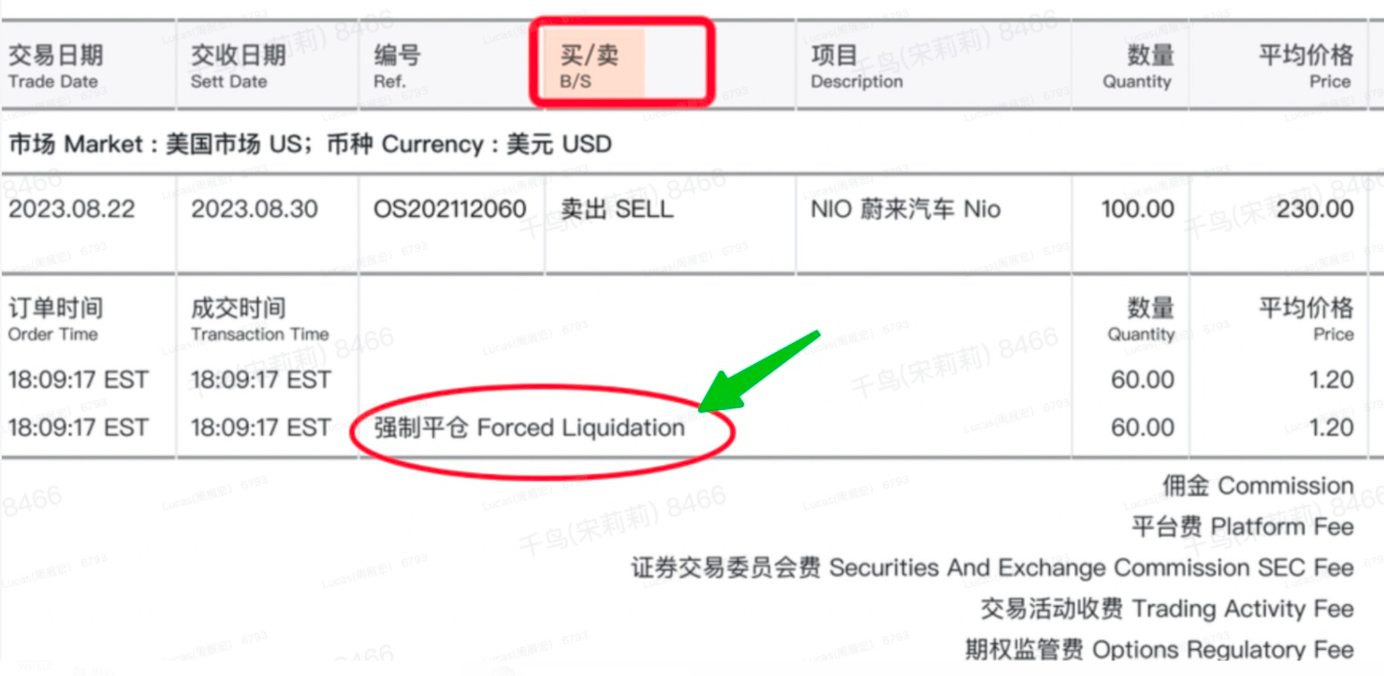 交易日期 交收日期 编号 买/卖 项目 数量 平均价格
Trade Date Sett Date Ref. B/S Description Quantity Price
市场 Market : 美国市场 US; 币种 Currency : 美元 USD
2023.08.22 2023.08.30 OS202112060 卖出 SELL NIO 蔚来汽车 Nio 100.00 230.00
订单时间 成交时间 数量 平均价格
Order Time Transaction Time Quantity Price
18:09:17 EST 18:09:17 EST 60.00 1.20
18:09:17 EST 18:09:17 EST 强制平仓 Forced Liquidation 60.00 1.20
佣金 Commission
平台费 Platform Fee
证券交易委员会费 Securities And Exchange Commission SEC Fee
交易活动收费 Trading Activity Fee
期权监管费 Options Regulatory Fee
千鸟(宋莉莉) 8466